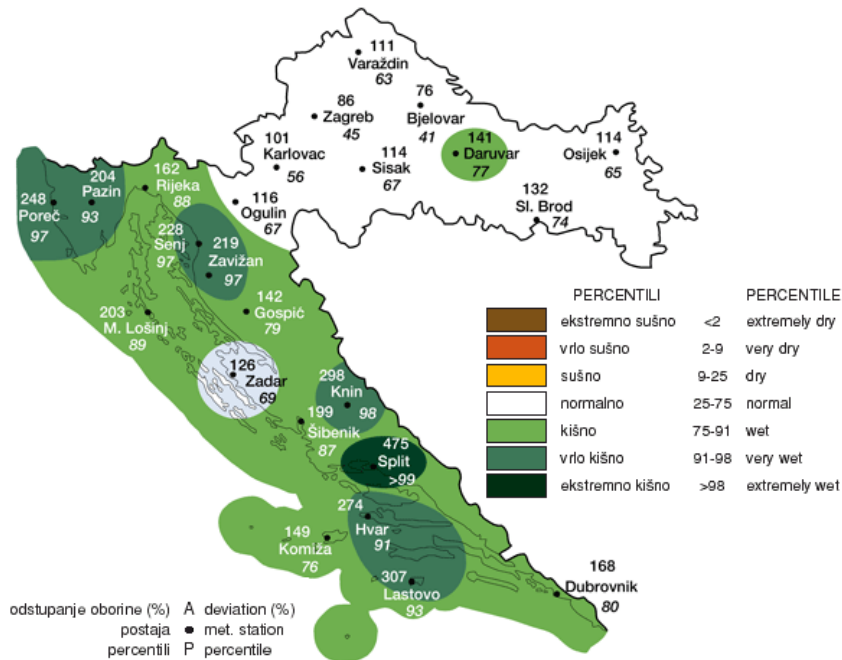 111
Varaždin
63
86
Zagreb
45
76
Bjelovar
41
101
Karlovac
56
114
Sisak
67
141
Daruvar
77
114
Osijek
65
132
Sl. Brod
74
116
Ogulin
67
204
Pazin
93
248
Poreč
97
162
Rijeka
88
228
Senj
97
219
Zavižan
97
142
Gospić
79
203
M. Lošinj
89
126
Zadar
69
298
Knin
98
199
Šibenik
87
475
Split
>99
274
Hvar
91
149
Komiža
76
307
Lastovo
93
168
Dubrovnik
80
PERCENTILI PERCENTILE
ekstremno sušno <2 extremely dry
vrlo sušno 2-9 very dry
sušno 9-25 dry
normalno 25-75 normal
kišno 75-91 wet
vrlo kišno 91-98 very wet
ekstremno kišno >98 extremely wet
odstupanje oborine (%) A deviation (%)
postaja met. station
percentili P percentile